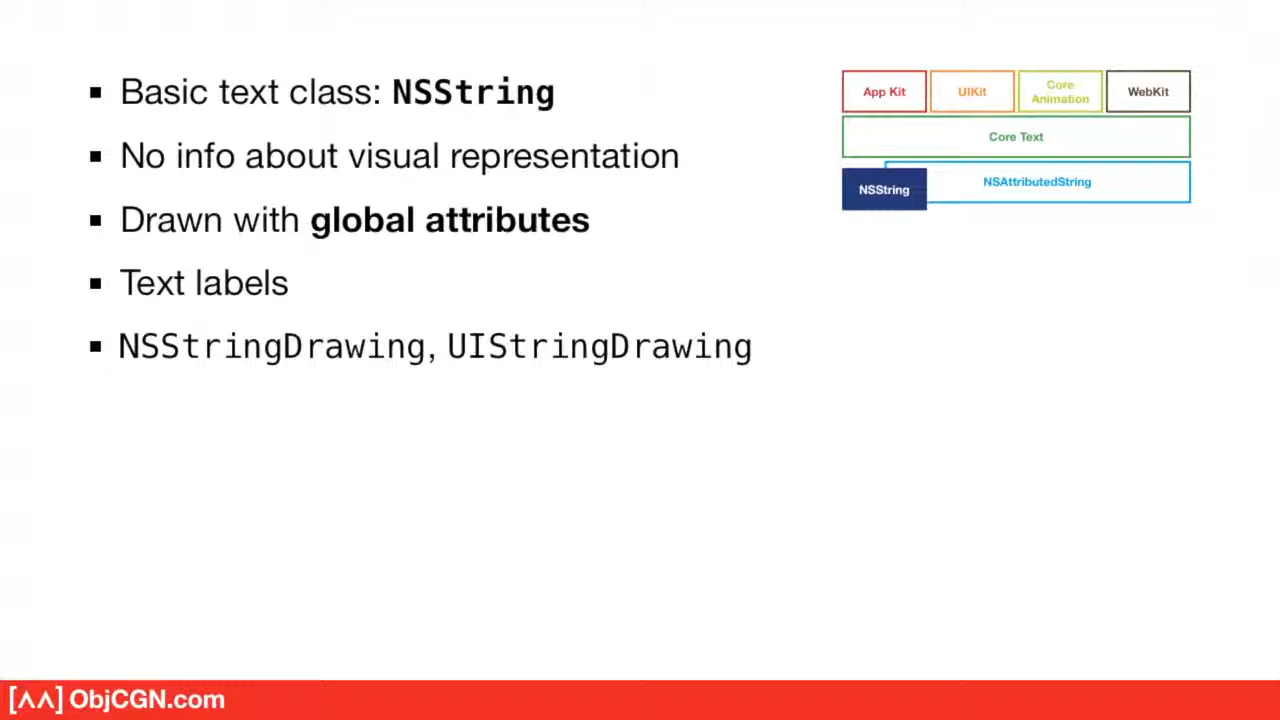 ▪ Basic text class: NSString
▪ No info about visual representation
▪ Drawn with global attributes
▪ Text labels
▪ NSStringDrawing, UIStringDrawing
App Kit
UIKit
Core
Animation
WebKit
Core Text
NSString
NSAttributedString
[ʌʌ] ObjCGN.com